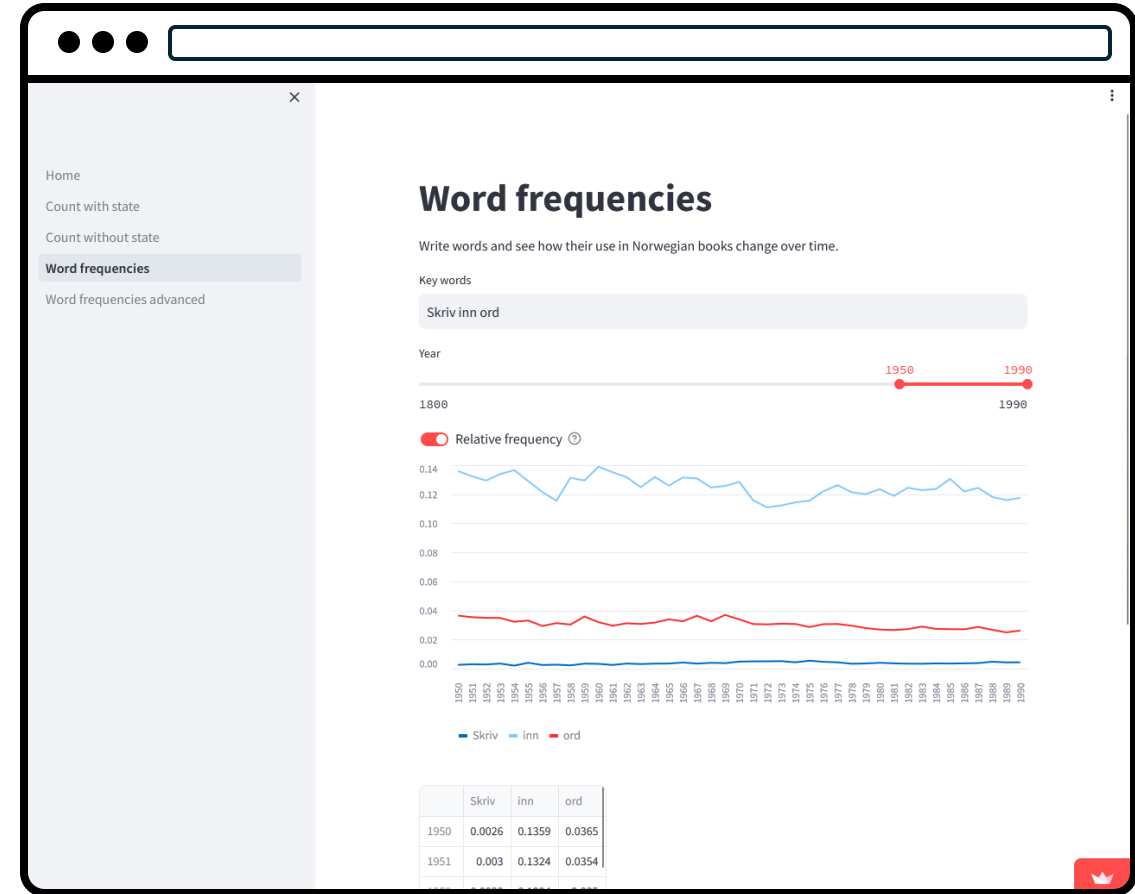 Home
Count with state
Count without state
Word frequencies
Word frequencies advanced
Word frequencies
Write words and see how their use in Norwegian books change over time.
Key words
Skriv inn ord
Year
1950 1990
1800 1990
Relative frequency
0.14
0.12
0.10
0.08
0.06
0.04
0.02
0.00
1950 1951 1952 1953 1954 1955 1956 1957 1958 1959 1960 1961 1962 1963 1964 1965 1966 1967 1968 1969 1970 1971 1972 1973 1974 1975 1976 1977 1978 1979 1980 1981 1982 1983 1984 1985 1986 1987 1988 1989 1990
Skriv inn ord
Skriv inn ord
1950 0.0026 0.1359 0.0365
1951 0.003 0.1324 0.0354